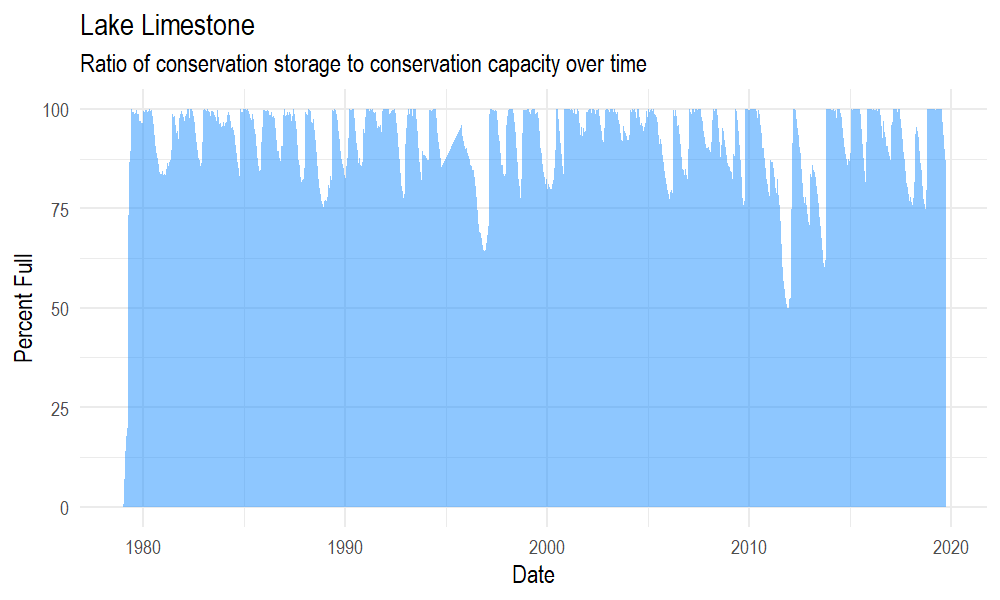 Lake Limestone
Ratio of conservation storage to conservation capacity over time
Percent Full
100
75
50
25
0
1980 1990 2000 2010 2020
Date